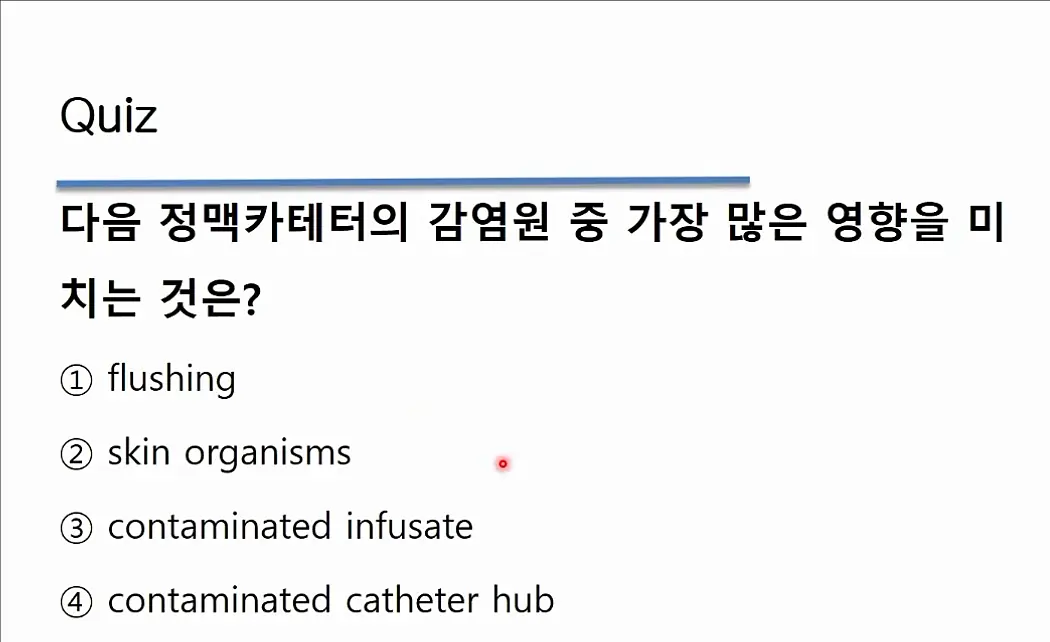 Quiz
다음 정맥카테터의 감염원 중 가장 많은 영향을 미
치는 것은?
① flushing
② skin organisms
③ contaminated infusate
④ contaminated catheter hub